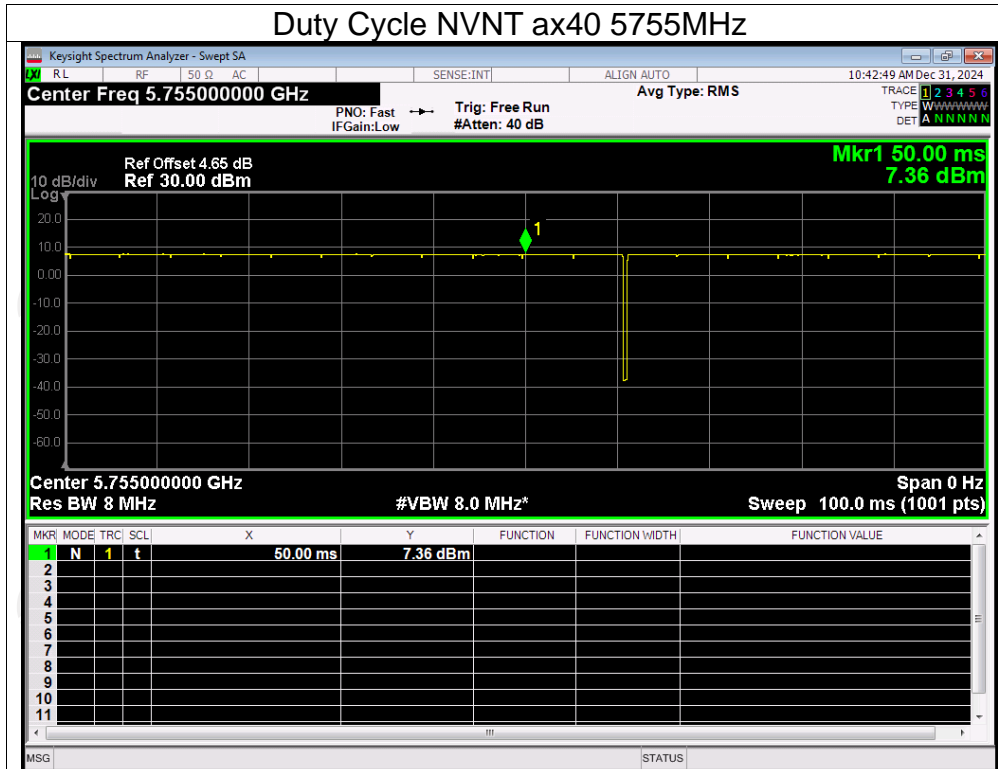 Duty Cycle NVNT ax40 5755MHz
Keysight Spectrum Analyzer - Swept SA
LXI RL RF 50 Ω AC SENSE:INT ALIGN AUTO 10:42:49 AM Dec 31, 2024
Center Freq 5.755000000 GHz Avg Type: RMS TRACE 1 2 3 4 5 6
PNO: Fast Trig: Free Run TYPE WWWWWW
IFGain:Low #Atten: 40 dB DET A N N N N N
Mkr1 50.00 ms
7.36 dBm
Ref Offset 4.65 dB
10 dB/div Ref 30.00 dBm
Log
20.0
1
10.0
0.00
-10.0
-20.0
-30.0
-40.0
-50.0
-60.0
Center 5.755000000 GHz Span 0 Hz
Res BW 8 MHz #VBW 8.0 MHz* Sweep 100.0 ms (1001 pts)
MKR MODE TRC SCL X Y FUNCTION FUNCTION WIDTH FUNCTION VALUE
1 N 1 t 50.00 ms 7.36 dBm
2
3
4
5
6
7
8
9
10
11
MSG STATUS